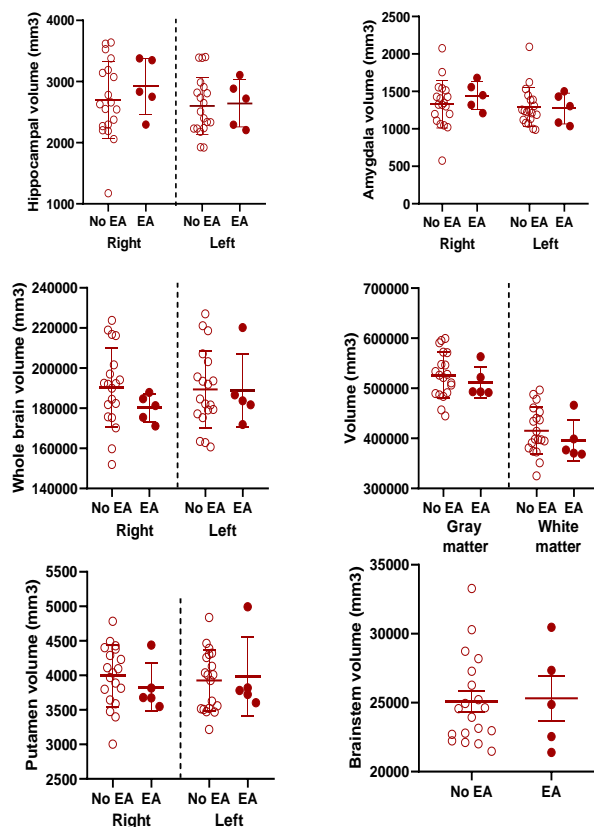 Hippocampal volume (mm3)
4000
3000
2000
1000
No EA EA No EA EA
Right Left
Amygdala volume (mm3)
2500
2000
1500
1000
500
0
No EA EA No EA EA
Right Left
Whole brain volume (mm3)
240000
220000
200000
180000
160000
140000
No EA EA No EA EA
Right Left
Volume (mm3)
700000
600000
500000
400000
300000
No EA EA No EA EA
Gray White
matter matter
Putamen volume (mm3)
5500
5000
4500
4000
3500
3000
2500
No EA EA No EA EA
Right Left
Brainstem volume (mm3)
35000
30000
25000
20000
No EA EA